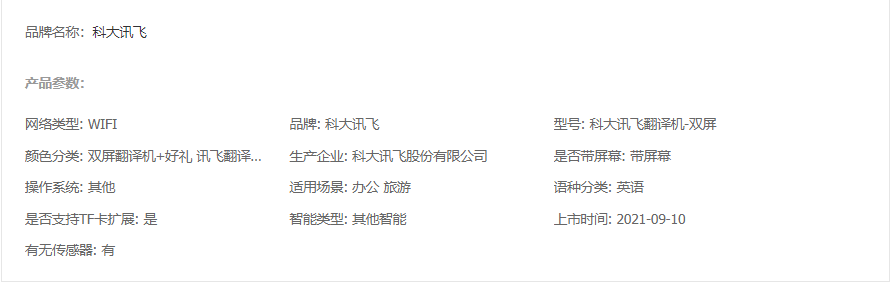 品牌名称：科大讯飞
产品参数：
网络类型: WIFI 品牌: 科大讯飞 型号: 科大讯飞翻译机-双屏
颜色分类: 双屏翻译机+好礼 讯飞翻译... 生产企业: 科大讯飞股份有限公司 是否带屏幕: 带屏幕
操作系统: 其他 适用场景: 办公 旅游 语种分类: 英语
是否支持TF卡扩展: 是 智能类型: 其他智能 上市时间: 2021-09-10
有无传感器: 有